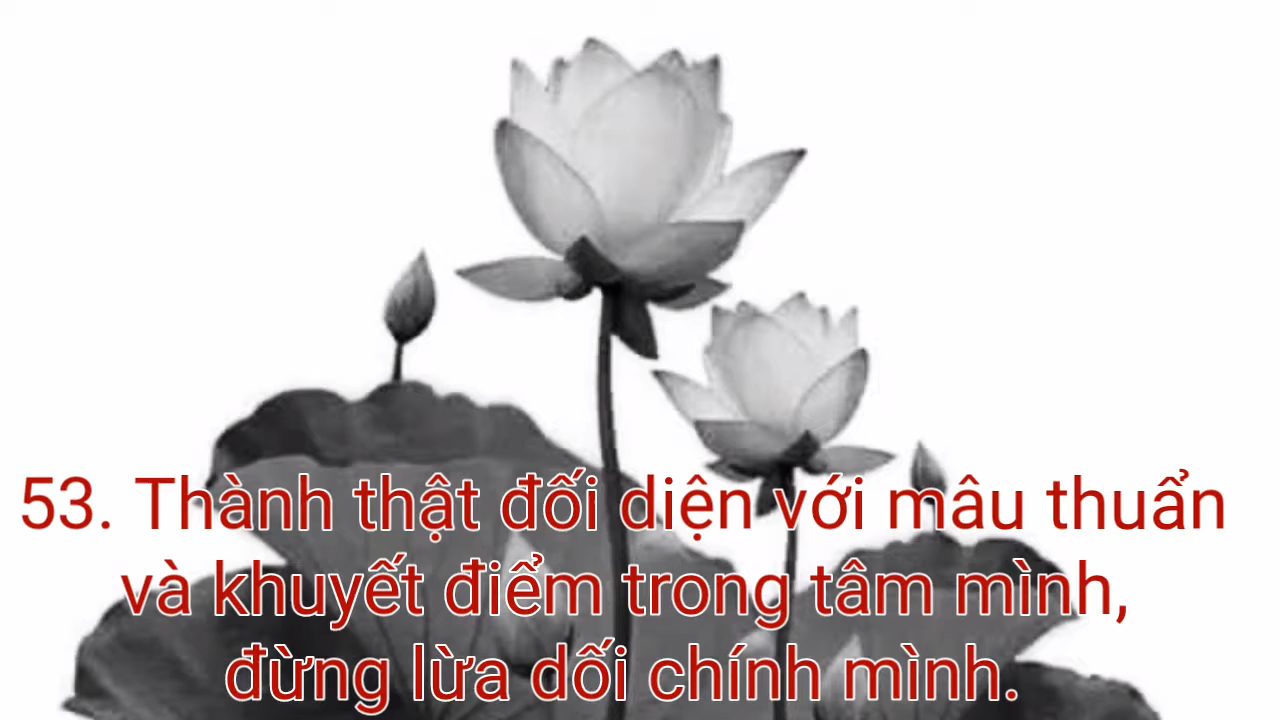 53. Thành thật đối diện với mâu thuẩn
và khuyết điểm trong tâm mình,
đừng lừa dối chính mình.